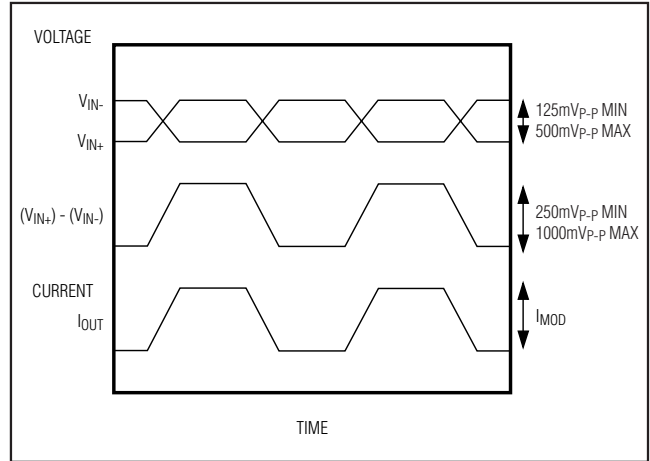 VOLTAGE
VIN-
VIN+
125mVP-P MIN
500mVP-P MAX
(VIN+) - (VIN-)
250mVP-P MIN
1000mVP-P MAX
CURRENT
IOUT
IMOD
TIME